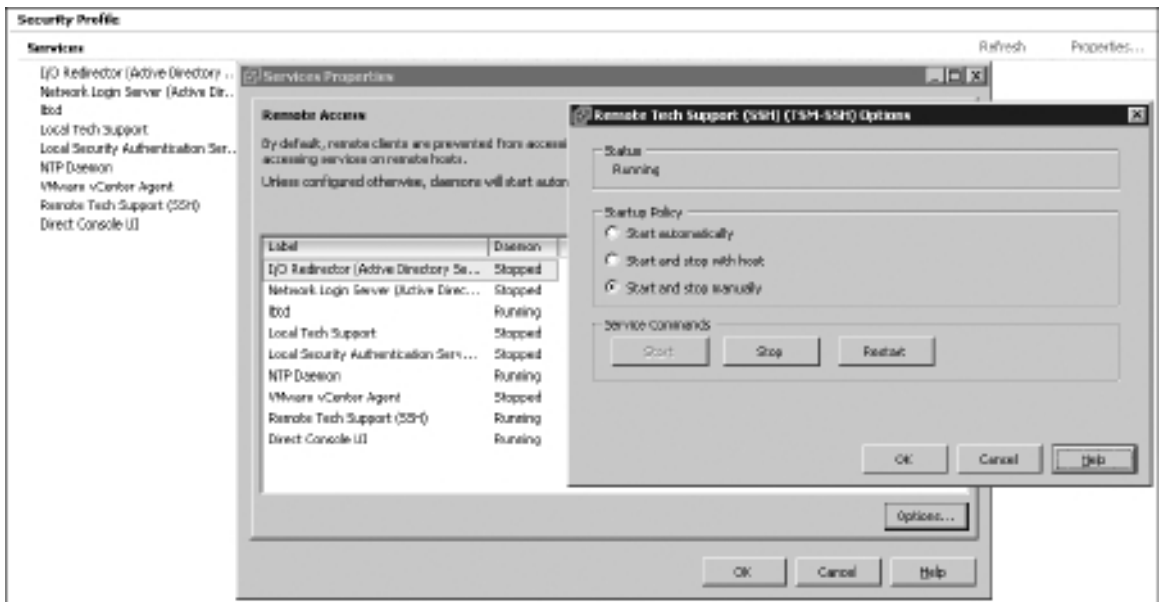 Security Profile
Services
Refresh Properties...
I/O Redirector (Active Directory ...
Network Login Server (Active Dir...
lbtd
Local Tech Support
Local Security Authentication Ser...
NTP Daemon
VMware vCenter Agent
Remote Tech Support (SSH)
Direct Console UI
Services Properties
Remote Access
By default, remote clients are prevented from accessi
accessing services on remote hosts.
Unless configured otherwise, daemons will start autom
Label Daemon
I/O Redirector (Active Directory Se... Stopped
Network Login Server (Active Direc... Stopped
lbtd Running
Local Tech Support Stopped
Local Security Authentication Serv... Stopped
NTP Daemon Running
VMware vCenter Agent Stopped
Remote Tech Support (SSH) Running
Direct Console UI Running
Options...
OK Cancel Help
Remote Tech Support (SSH) (TSM-SSH) Options
Status
Running
Startup Policy
Start automatically
Start and stop with host
Start and stop manually
Service Commands
Start Stop Restart
OK Cancel Help